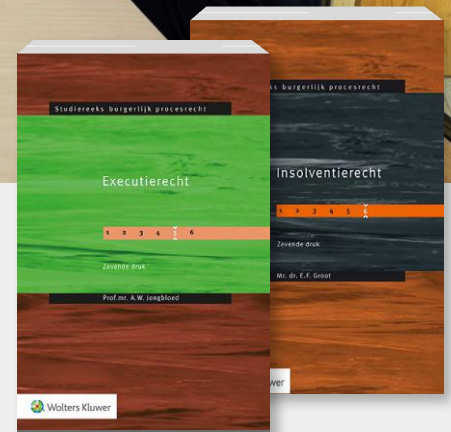 Studiereeks burgerlijk procesrecht
Executierecht
1 2 3 4 5 6
Zevende druk
Prof.mr. A.W. Jongbloed
Wolters Kluwer
ks burgerlijk procesrecht
Insolventierecht
1 2 3 4 5 6
Zevende druk
Mr. dr. E.F. Groot
wer